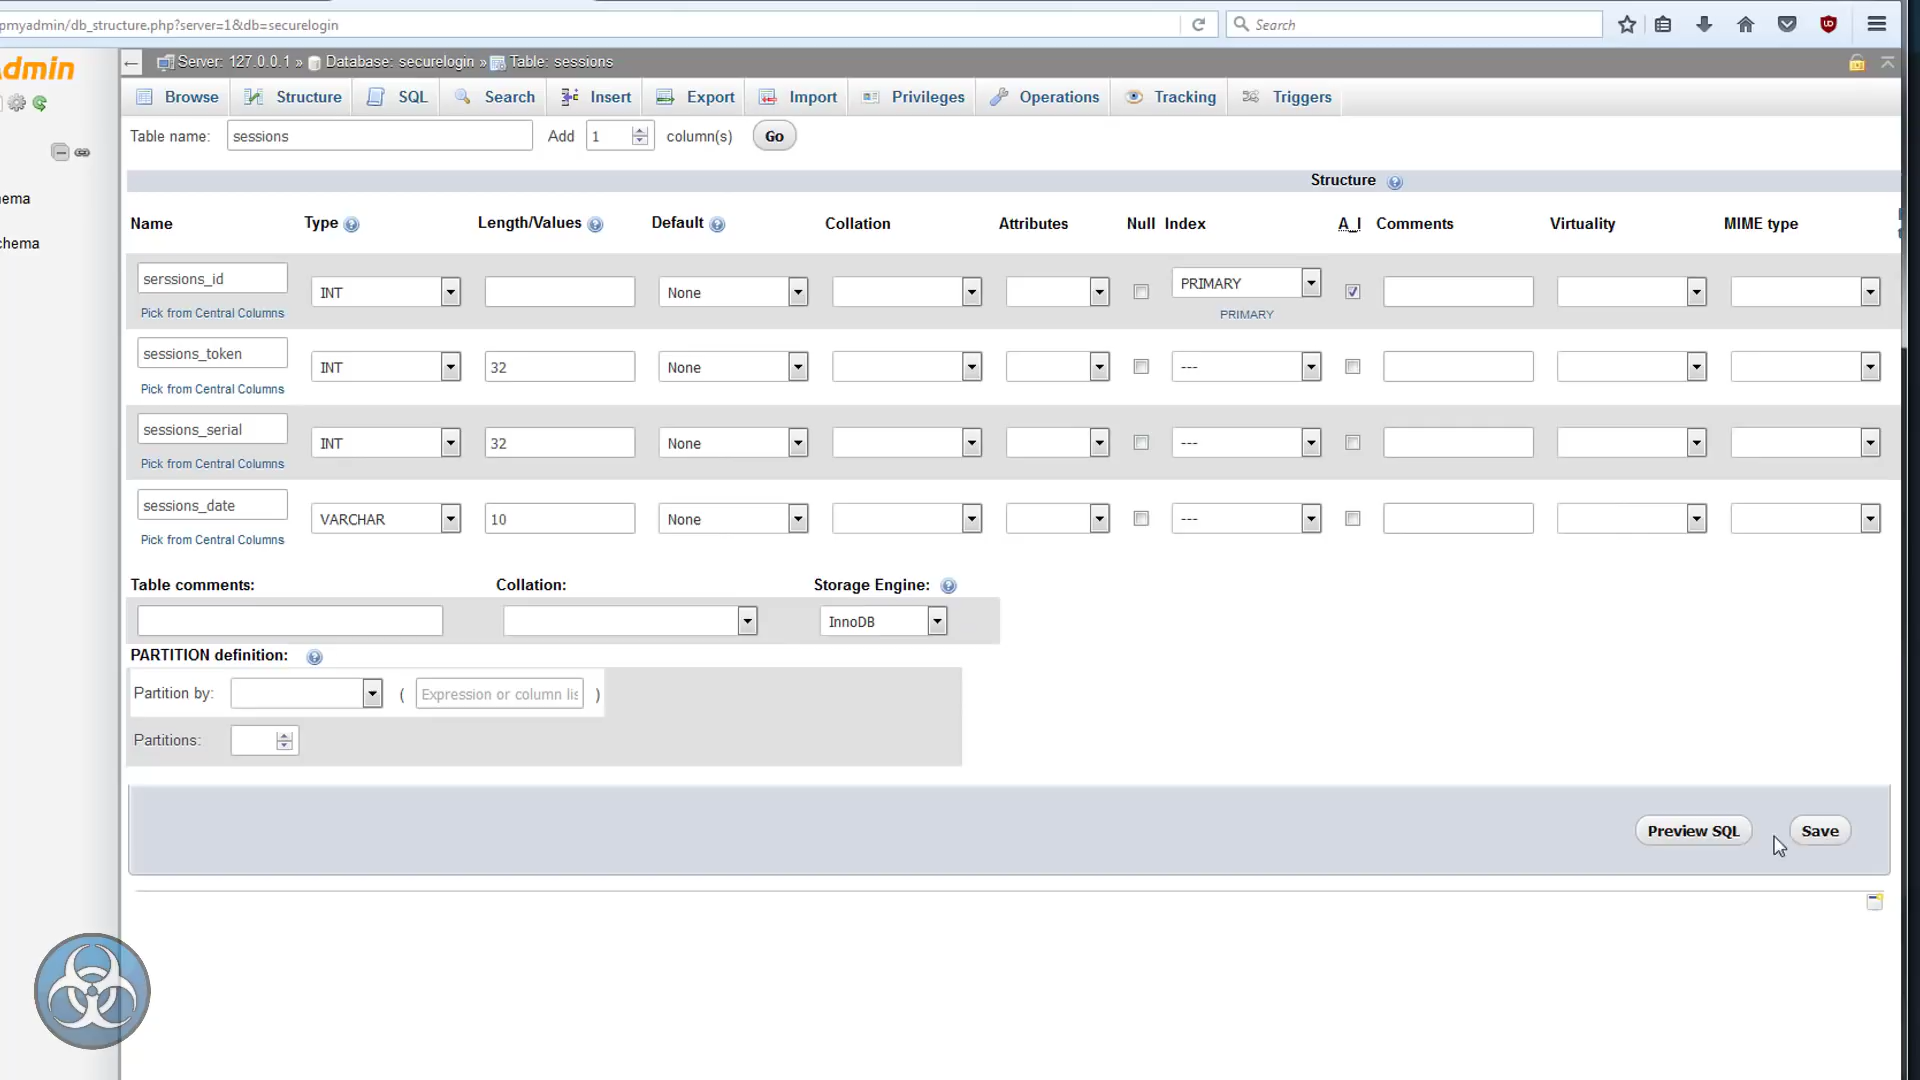 pmyadmin/db_structure.php?server=1&db=securelogin
Search
Admin
Server: 127.0.0.1 » Database: securelogin » Table: sessions
Browse Structure SQL Search Insert Export Import Privileges Operations Tracking Triggers
Table name: sessions Add 1 column(s) Go
ema
chema
Structure
Name Type Length/Values Default Collation Attributes Null Index A_I Comments Virtuality MIME type
serssions_id INT None PRIMARY
Pick from Central Columns PRIMARY
sessions_token INT 32 None ---
Pick from Central Columns
sessions_serial INT 32 None ---
Pick from Central Columns
sessions_date VARCHAR 10 None ---
Pick from Central Columns
Table comments: Collation: Storage Engine:
InnoDB
PARTITION definition:
Partition by: ( Expression or column lis )
Partitions:
Preview SQL Save